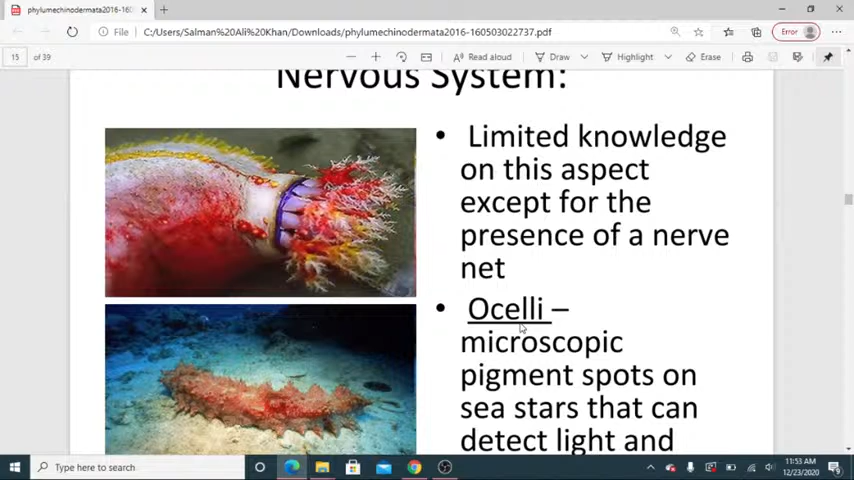 phylumechinodermata2016-160
File
C:/Users/Salman%20Ali%20Khan/Downloads/phylumechinodermata2016-160503022737.pdf
Error
15 of 39
Read aloud
Draw
Highlight
Erase
Nervous System:
• Limited knowledge
on this aspect
except for the
presence of a nerve
net
• Ocelli –
microscopic
pigment spots on
sea stars that can
detect light and
Type here to search
11:53 AM
12/23/2020